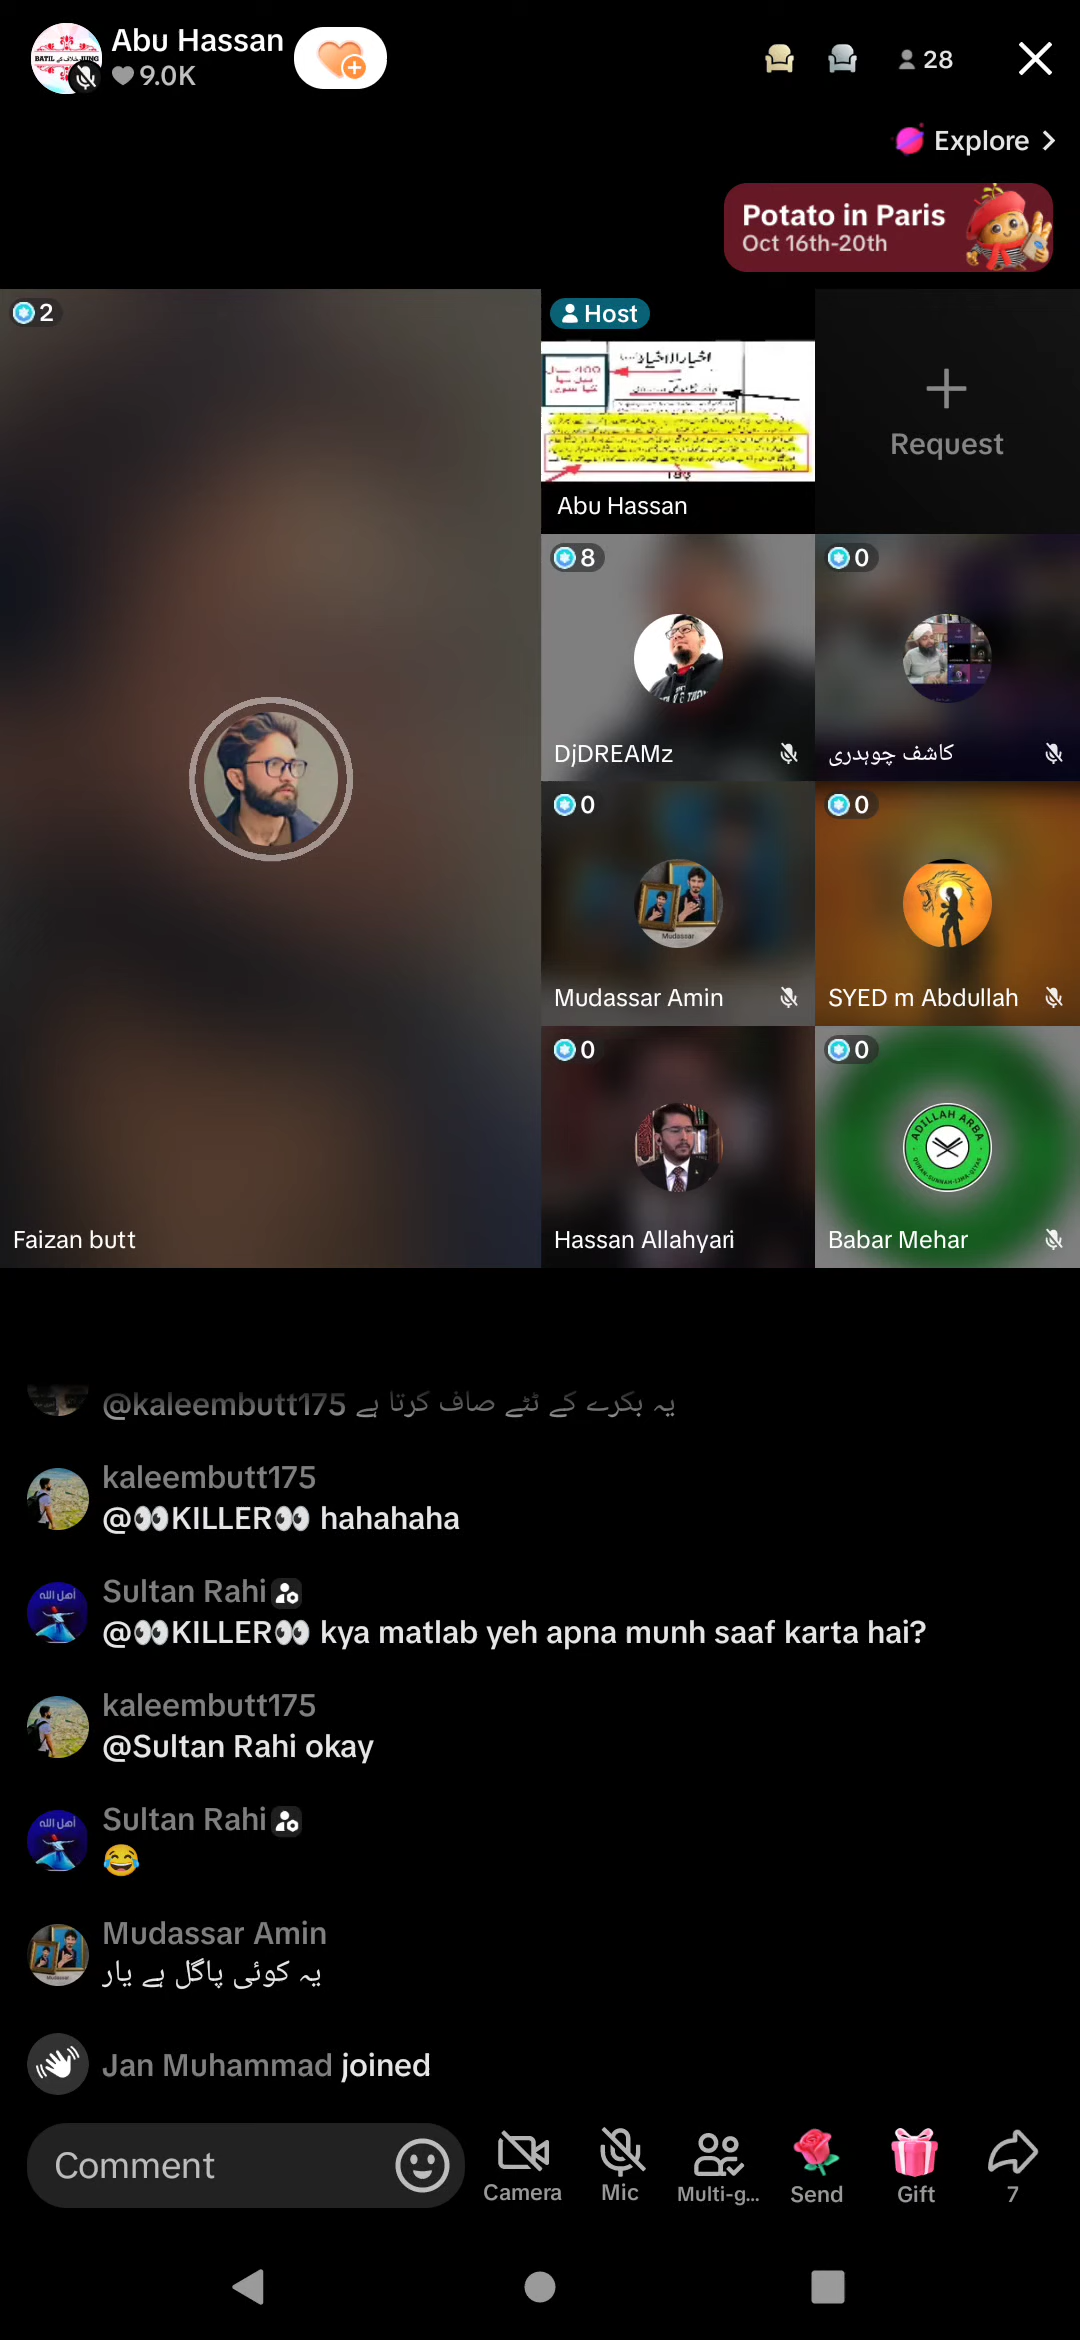 Abu Hassan
9.0K
28
Explore
Potato in Paris
Oct 16th-20th
2
Host
اخبار الاخیار
Abu Hassan
Request
8
DjDREAMz
0
کاشف چوہدری
0
Mudassar Amin
0
SYED m Abdullah
Faizan butt
0
Hassan Allahyari
0
ADILLAH ARBA
Babar Mehar
@kaleembutt175 یہ بکرے کے ٹٹے صاف کرتا ہے
kaleembutt175
@👀KILLER👀 hahahaha
Sultan Rahi
@👀KILLER👀 kya matlab yeh apna munh saaf karta hai?
kaleembutt175
@Sultan Rahi okay
Sultan Rahi
😂
Mudassar Amin
یہ کوئی پاگل ہے یار
Jan Muhammad joined
Comment
Camera
Mic
Multi-g...
Send
Gift
7